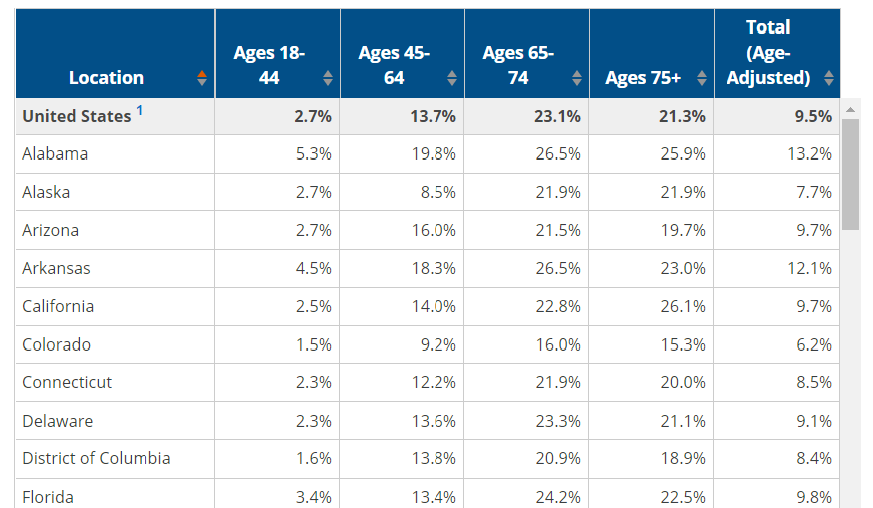 Location Ages 18-44 Ages 45-64 Ages 65-74 Ages 75+ Total (Age-Adjusted)
United States 1 2.7% 13.7% 23.1% 21.3% 9.5%
Alabama 5.3% 19.8% 26.5% 25.9% 13.2%
Alaska 2.7% 8.5% 21.9% 21.9% 7.7%
Arizona 2.7% 16.0% 21.5% 19.7% 9.7%
Arkansas 4.5% 18.3% 26.5% 23.0% 12.1%
California 2.5% 14.0% 22.8% 26.1% 9.7%
Colorado 1.5% 9.2% 16.0% 15.3% 6.2%
Connecticut 2.3% 12.2% 21.9% 20.0% 8.5%
Delaware 2.3% 13.6% 23.3% 21.1% 9.1%
District of Columbia 1.6% 13.8% 20.9% 18.9% 8.4%
Florida 3.4% 13.4% 24.2% 22.5% 9.8%